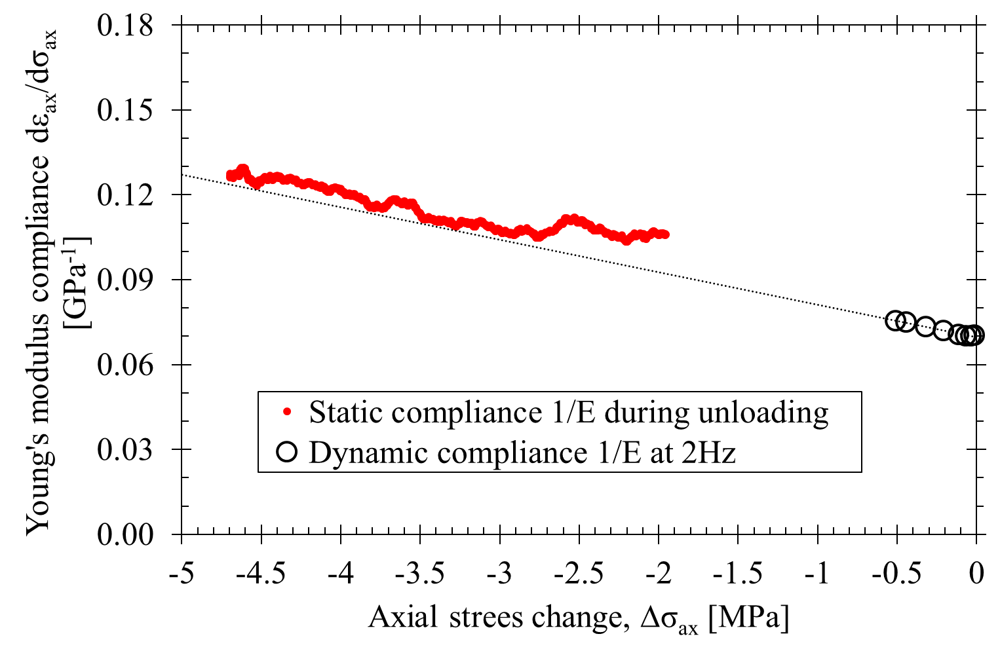 Young's modulus compliance dεax/dσax
[GPa-1]
0.18
0.15
0.12
0.09
0.06
0.03
0.00
Static compliance 1/E during unloading
Dynamic compliance 1/E at 2Hz
-5 -4.5 -4 -3.5 -3 -2.5 -2 -1.5 -1 -0.5 0
Axial strees change, Δσax [MPa]